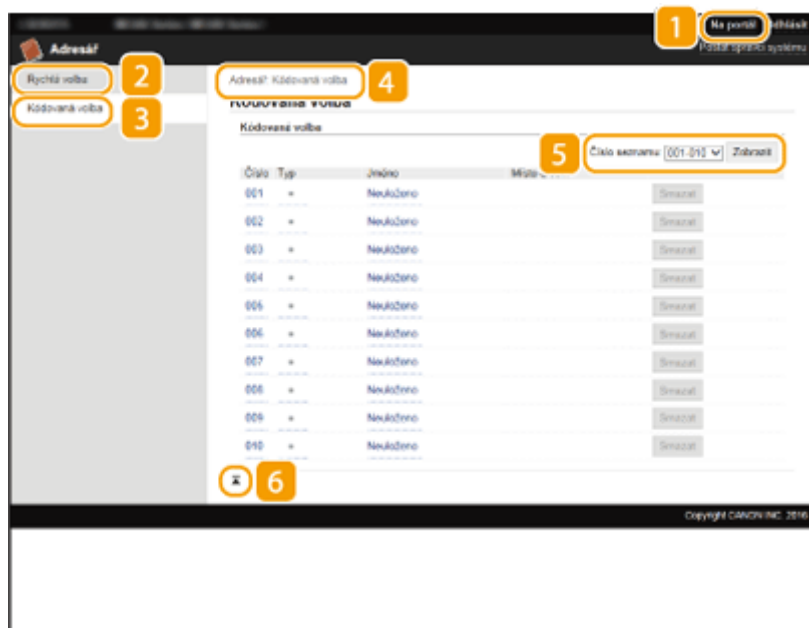 1
Na portál Odhlásit
Adresář
Poštat správci systému
Rychlá volba
2
Kódovaná volba
3
Adresář: Kódovaná volba
4
Kódovaná volba
Kódovaná volba
5
Číslo seznamu 001-010 Zobrazit
Číslo Typ Jméno
001 - Neuloženo Smazat
002 - Neuloženo Smazat
003 - Neuloženo Smazat
004 - Neuloženo Smazat
005 - Neuloženo Smazat
006 - Neuloženo Smazat
007 - Neuloženo Smazat
008 - Neuloženo Smazat
009 - Neuloženo Smazat
010 - Neuloženo Smazat
6
Copyright CANON INC. 2016